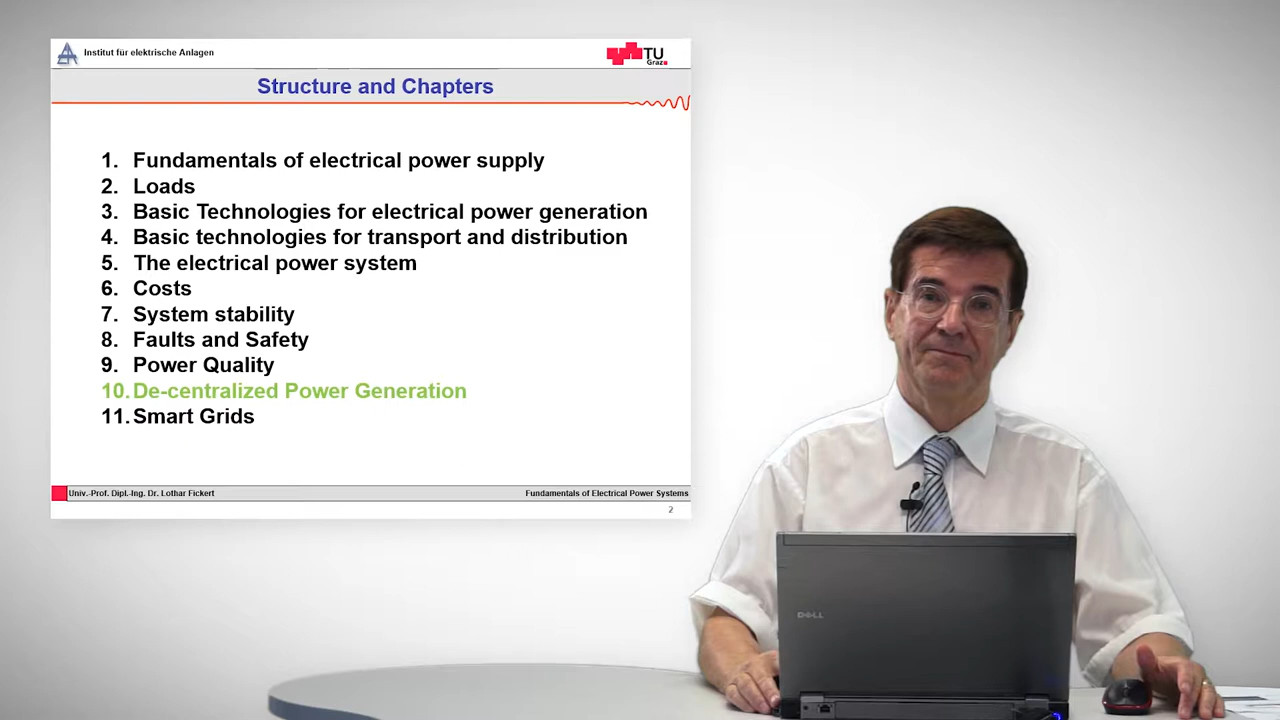 Institut für elektrische Anlagen
TU
Graz
Structure and Chapters
1. Fundamentals of electrical power supply
2. Loads
3. Basic Technologies for electrical power generation
4. Basic technologies for transport and distribution
5. The electrical power system
6. Costs
7. System stability
8. Faults and Safety
9. Power Quality
10. De-centralized Power Generation
11. Smart Grids
Univ.-Prof. Dipl.-Ing. Dr. Lothar Fickert
Fundamentals of Electrical Power Systems
2
DELL